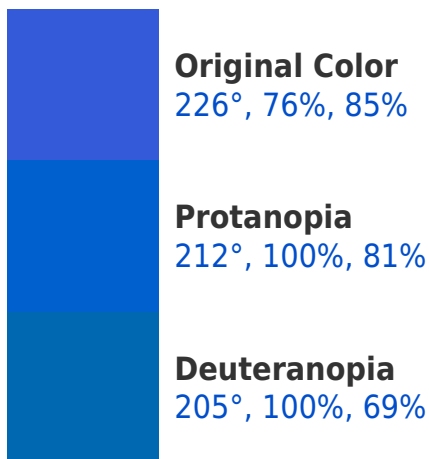 Original Color
226°, 76%, 85%
Protanopia
212°, 100%, 81%
Deuteranopia
205°, 100%, 69%